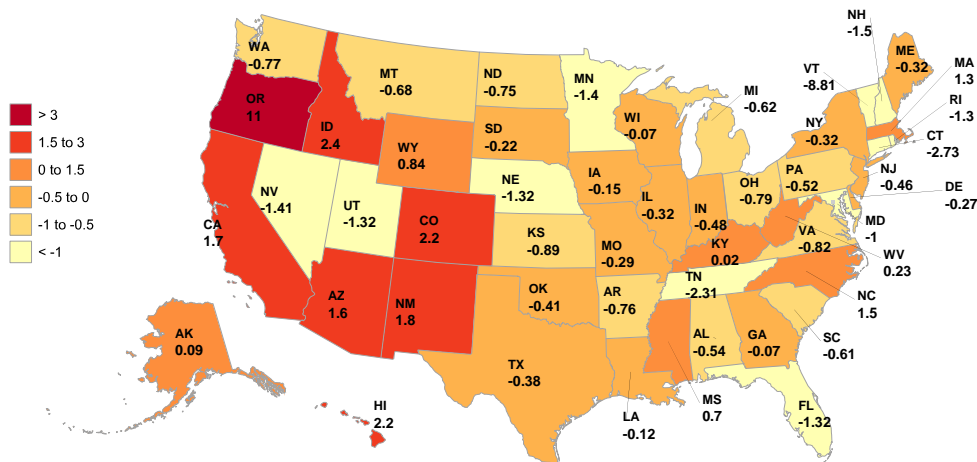 NH
-1.5
WA
-0.77
MT
-0.68
ND
-0.75
MN
-1.4
ME
-0.32
MA
1.3
VT
-8.81
MI
-0.62
RI
-1.3
OR
11
ID
2.4
WY
0.84
SD
-0.22
WI
-0.07
NY
-0.32
CT
-2.73
> 3
1.5 to 3
0 to 1.5
-0.5 to 0
-1 to -0.5
< -1
NV
-1.41
UT
-1.32
CO
2.2
NE
-1.32
IA
-0.15
IL
-0.32
IN
-0.48
OH
-0.79
PA
-0.52
NJ
-0.46
DE
-0.27
CA
1.7
KS
-0.89
MO
-0.29
KY
0.02
VA
-0.82
MD
-1
WV
0.23
AZ
1.6
NM
1.8
OK
-0.41
AR
-0.76
TN
-2.31
NC
1.5
AK
0.09
TX
-0.38
AL
-0.54
GA
-0.07
SC
-0.61
HI
2.2
LA
-0.12
MS
0.7
FL
-1.32